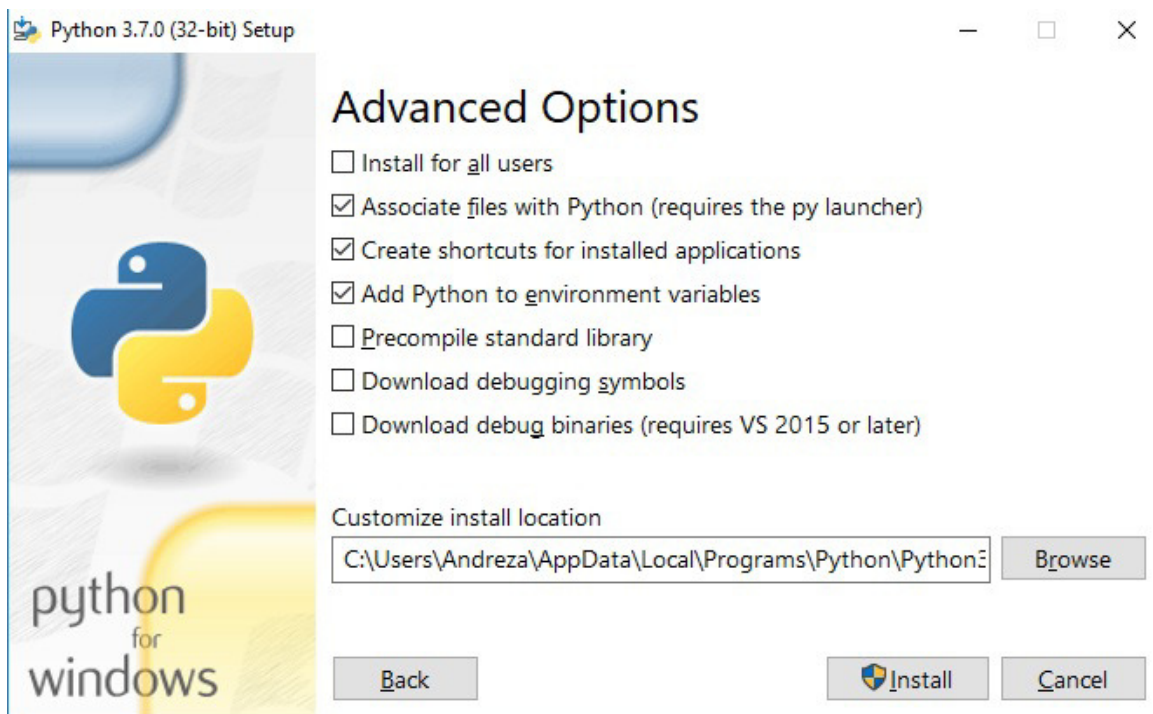 Python 3.7.0 (32-bit) Setup
Advanced Options
Install for all users
Associate files with Python (requires the py launcher)
Create shortcuts for installed applications
Add Python to environment variables
Precompile standard library
Download debugging symbols
Download debug binaries (requires VS 2015 or later)
Customize install location
C:\Users\Andreza\AppData\Local\Programs\Python\Python3
Browse
python
for
windows
Back
Install
Cancel